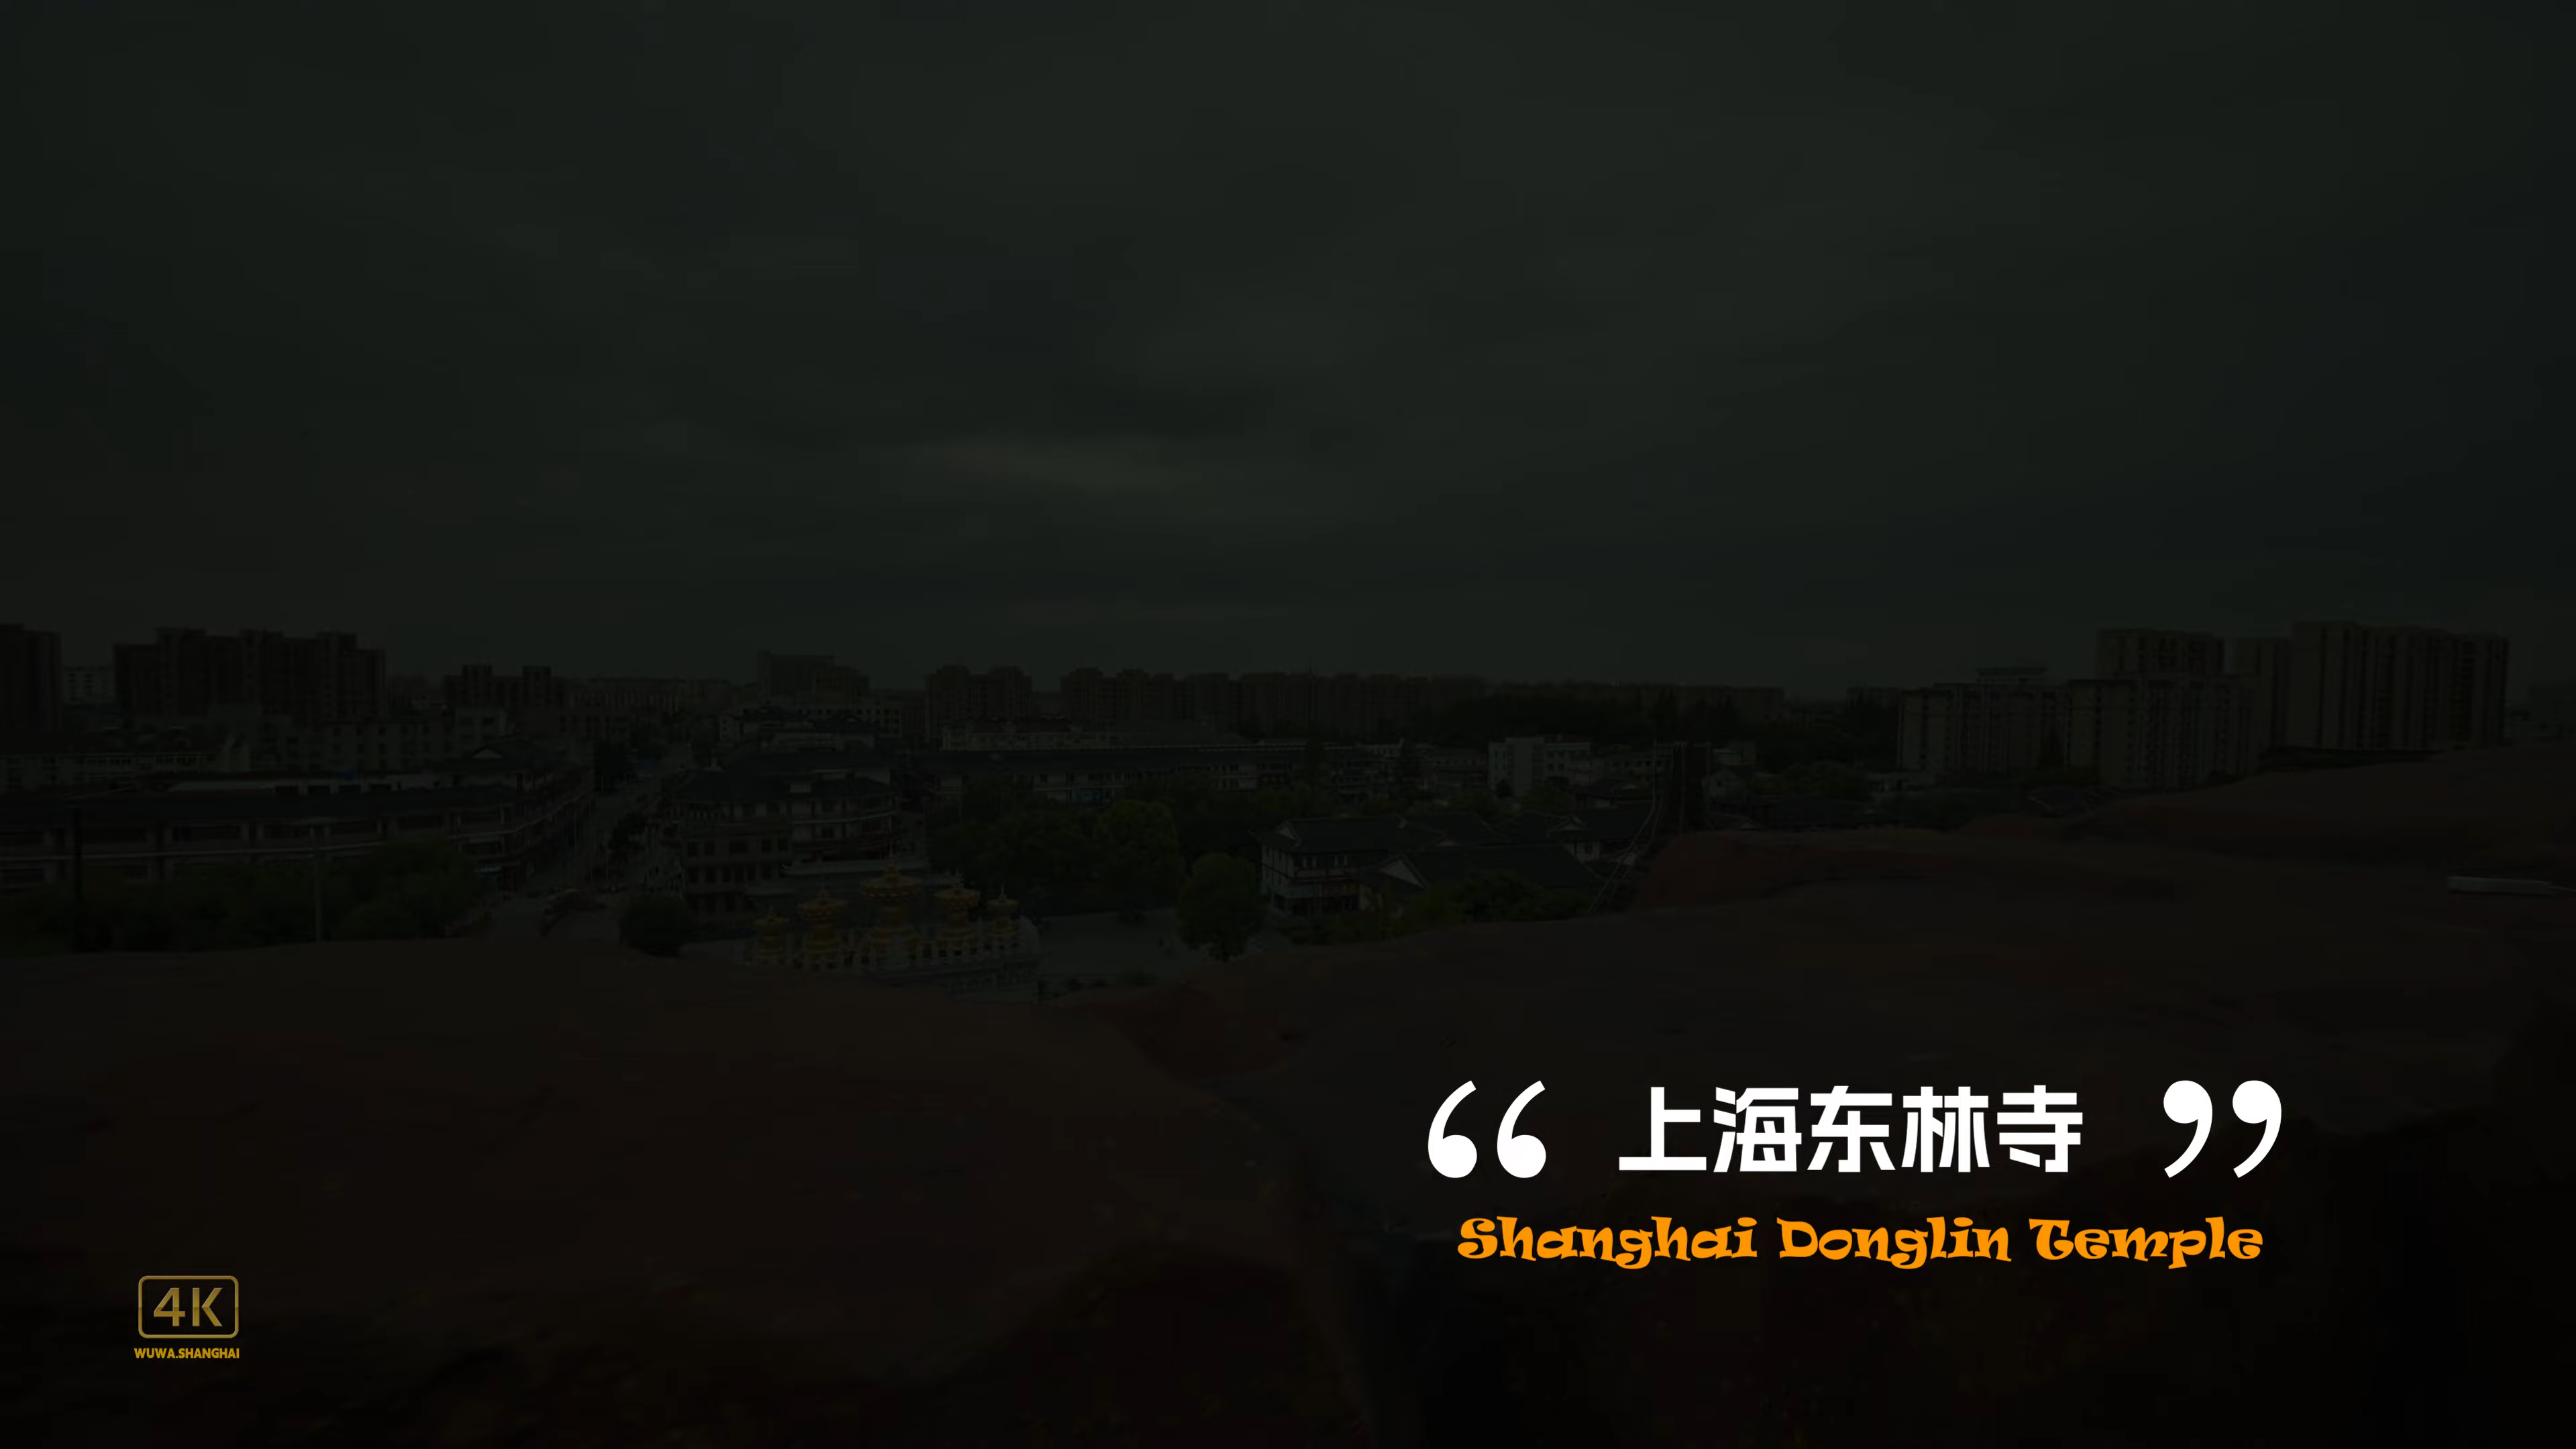 “ 上海东林寺 ”
Shanghai Donglin Temple
4K
WUWA.SHANGHAI